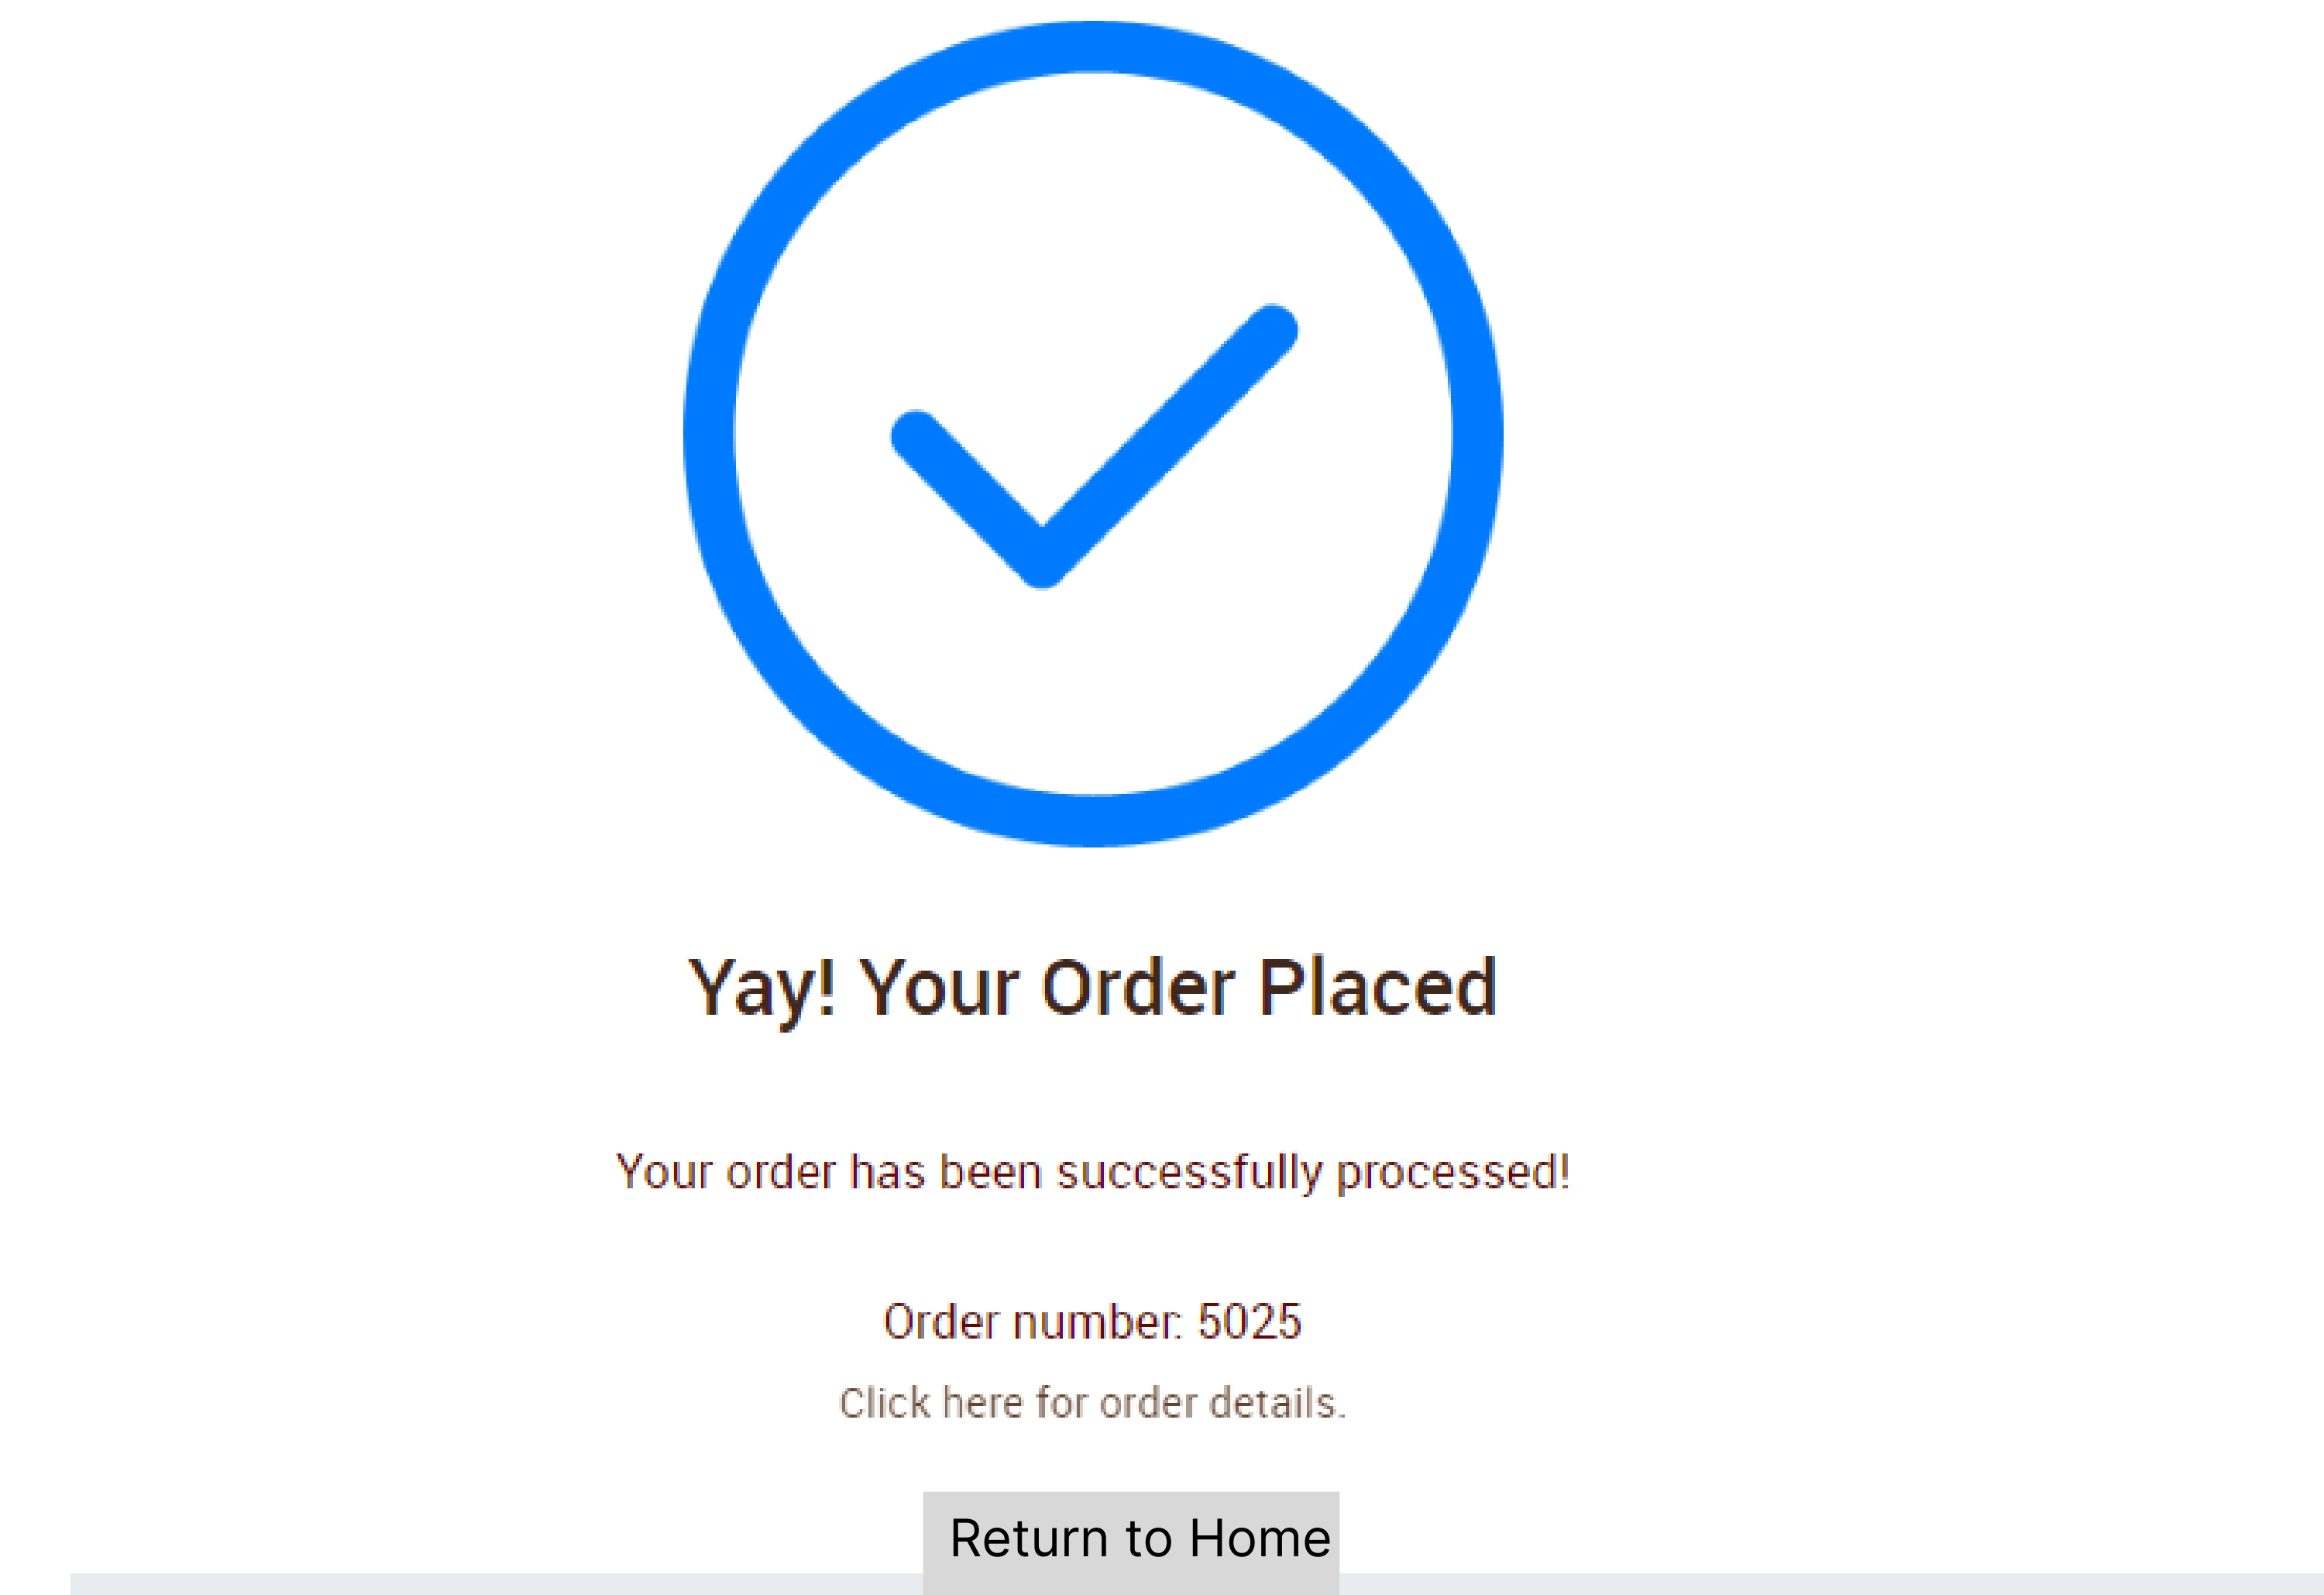 Yay! Your Order Placed
Your order has been successfully processed!
Order number: 5025
Click here for order details.
Return to Home